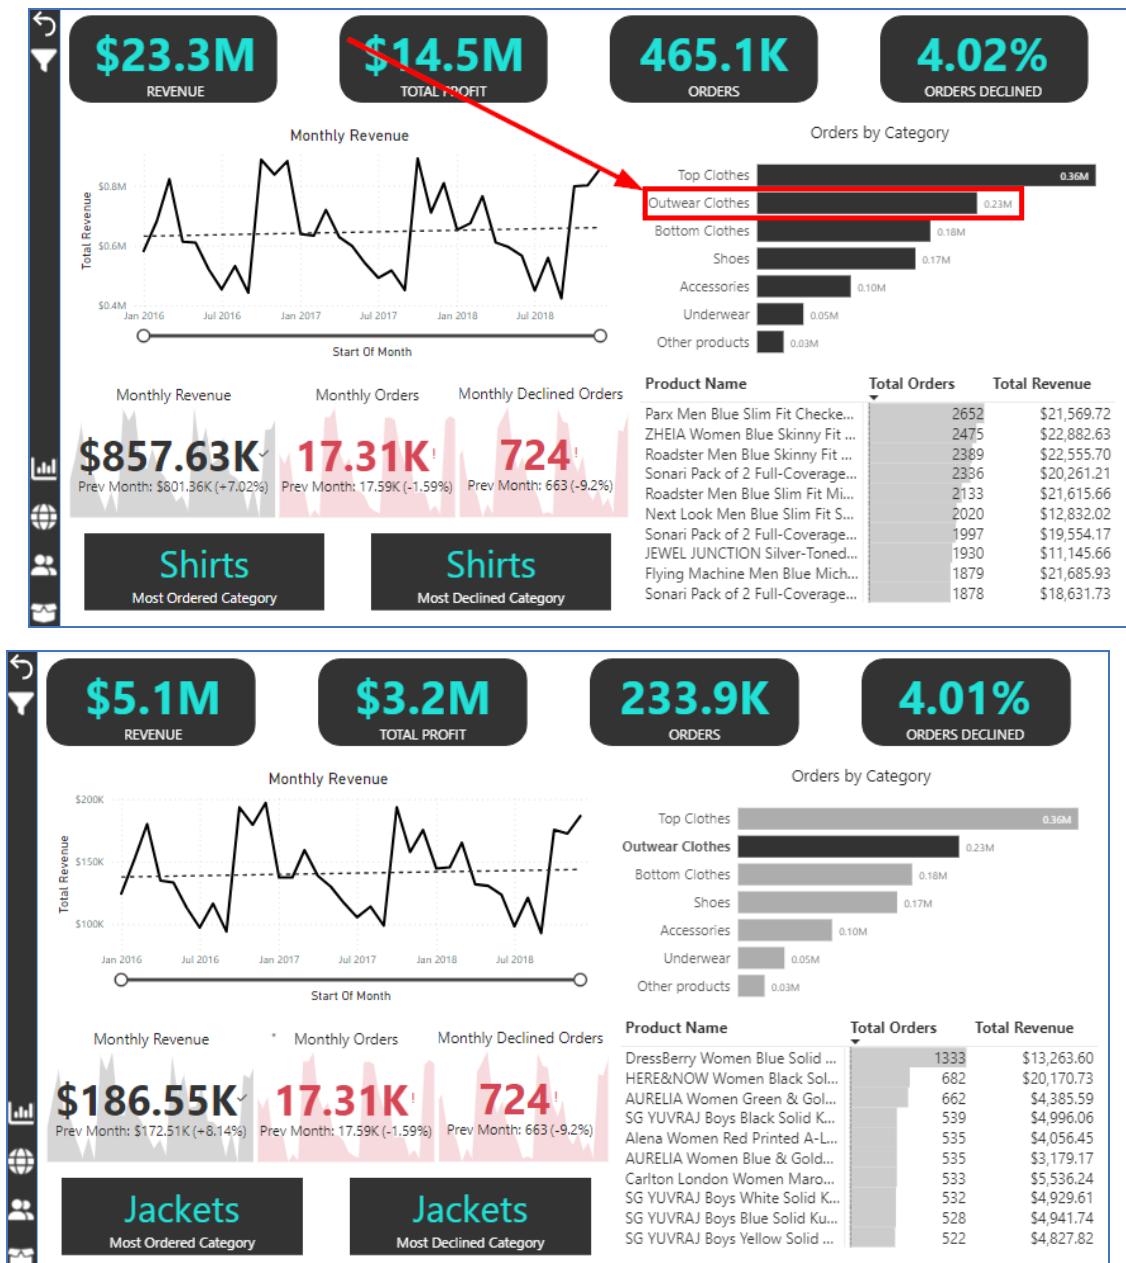 $23.3M
REVENUE
$14.5M
TOTAL PROFIT
465.1K
ORDERS
4.02%
ORDERS DECLINED
Monthly Revenue
Total Revenue
$0.8M
$0.6M
$0.4M
Jan 2016
Jul 2016
Jan 2017
Jul 2017
Jan 2018
Jul 2018
Start Of Month
Orders by Category
Top Clothes
0.36M
Outwear Clothes
0.23M
Bottom Clothes
0.18M
Shoes
0.17M
Accessories
0.10M
Underwear
0.05M
Other products
0.03M
Monthly Revenue
$857.63K
Prev Month: $801.36K (+7.02%)
Monthly Orders
17.31K!
Prev Month: 17.59K (-1.59%)
Monthly Declined Orders
724!
Prev Month: 663 (-9.2%)
Shirts
Most Ordered Category
Shirts
Most Declined Category
Product Name Total Orders Total Revenue
Parx Men Blue Slim Fit Checke... 2652 $21,569.72
ZHEIA Women Blue Skinny Fit ... 2475 $22,882.63
Roadster Men Blue Skinny Fit ... 2389 $22,555.70
Sonari Pack of 2 Full-Coverage... 2336 $20,261.21
Roadster Men Blue Slim Fit Mi... 2133 $21,615.66
Next Look Men Blue Slim Fit S... 2020 $12,832.02
Sonari Pack of 2 Full-Coverage... 1997 $19,554.17
JEWEL JUNCTION Silver-Toned... 1930 $11,145.66
Flying Machine Men Blue Mich... 1879 $21,685.93
Sonari Pack of 2 Full-Coverage... 1878 $18,631.73
$5.1M
REVENUE
$3.2M
TOTAL PROFIT
233.9K
ORDERS
4.01%
ORDERS DECLINED
Monthly Revenue
Total Revenue
$200K
$150K
$100K
Jan 2016
Jul 2016
Jan 2017
Jul 2017
Jan 2018
Jul 2018
Start Of Month
Orders by Category
Top Clothes
0.36M
Outwear Clothes
0.23M
Bottom Clothes
0.18M
Shoes
0.17M
Accessories
0.10M
Underwear
0.05M
Other products
0.03M
Monthly Revenue
$186.55K
Prev Month: $172.51K (+8.14%)
Monthly Orders
17.31K!
Prev Month: 17.59K (-1.59%)
Monthly Declined Orders
724!
Prev Month: 663 (-9.2%)
Jackets
Most Ordered Category
Jackets
Most Declined Category
Product Name Total Orders Total Revenue
DressBerry Women Blue Solid ... 1333 $13,263.60
HERE&NOW Women Black Sol... 682 $20,170.73
AURELIA Women Green & Gol... 662 $4,385.59
SG YUVRAJ Boys Black Solid K... 539 $4,996.06
Alena Women Red Printed A-L... 535 $4,056.45
AURELIA Women Blue & Gold... 535 $3,179.17
Carlton London Women Maro... 533 $5,536.24
SG YUVRAJ Boys White Solid K... 532 $4,929.61
SG YUVRAJ Boys Blue Solid Ku... 528 $4,941.74
SG YUVRAJ Boys Yellow Solid ... 522 $4,827.82